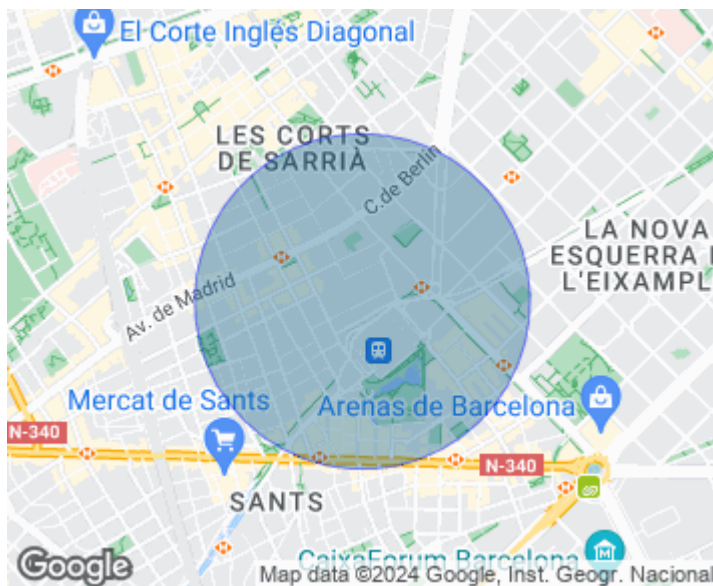 El Corte Inglés Diagonal
LES CORTS
DE SARRIÀ
C. de Berlín
LA NOVA
ESQUERRA
L'EIXAMPL
Av. de Madrid
Mercat de Sants
Arenas de Barcelona
N-340
N-340
SANTS
CaixaForum Barcelona
Google
Map data ©2024 Google, Inst. Geogr. Nacional